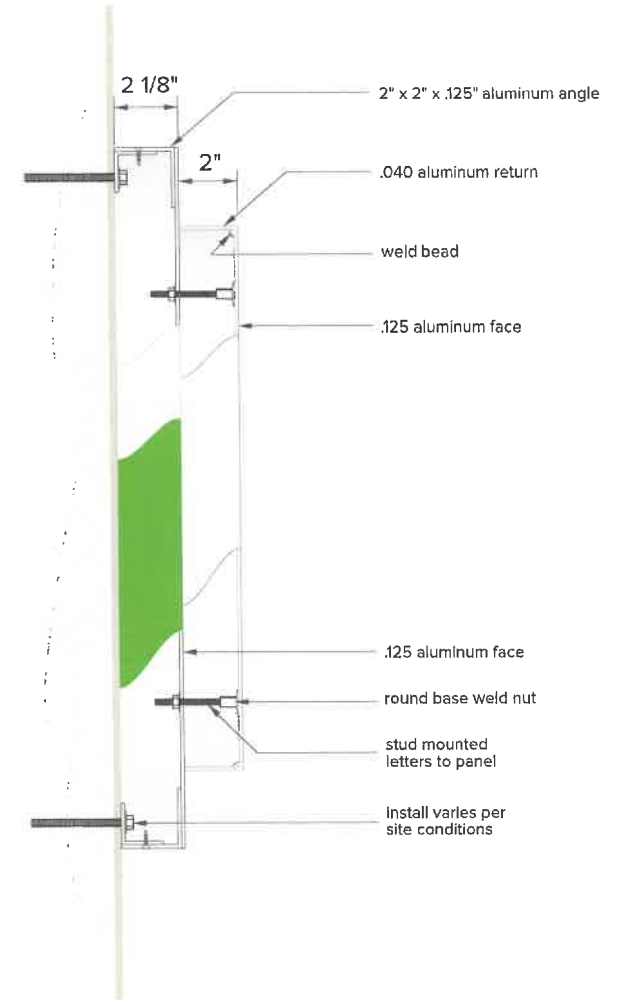 2 1/8"
2" x 2" x .125" aluminum angle
2"
.040 aluminum return
weld bead
.125 aluminum face
.125 aluminum face
round base weld nut
stud mounted
letters to panel
Install varies per
site conditions